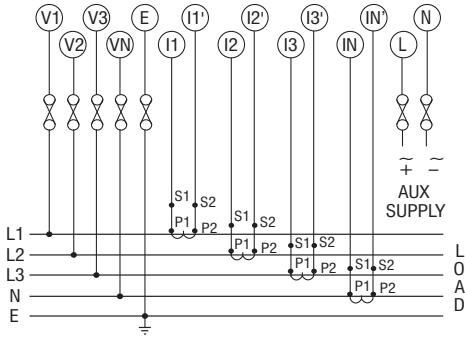 V1 V3 E I1' I2' I3' IN' N
V2 VN I1 I2 I3 IN L
~ ~
+ −
AUX
SUPPLY
S1 S2
P1 P2
S1 S2
P1 P2
S1 S2
P1 P2
S1 S2
P1 P2
L1
L2
L3
N
E
L
O
A
D